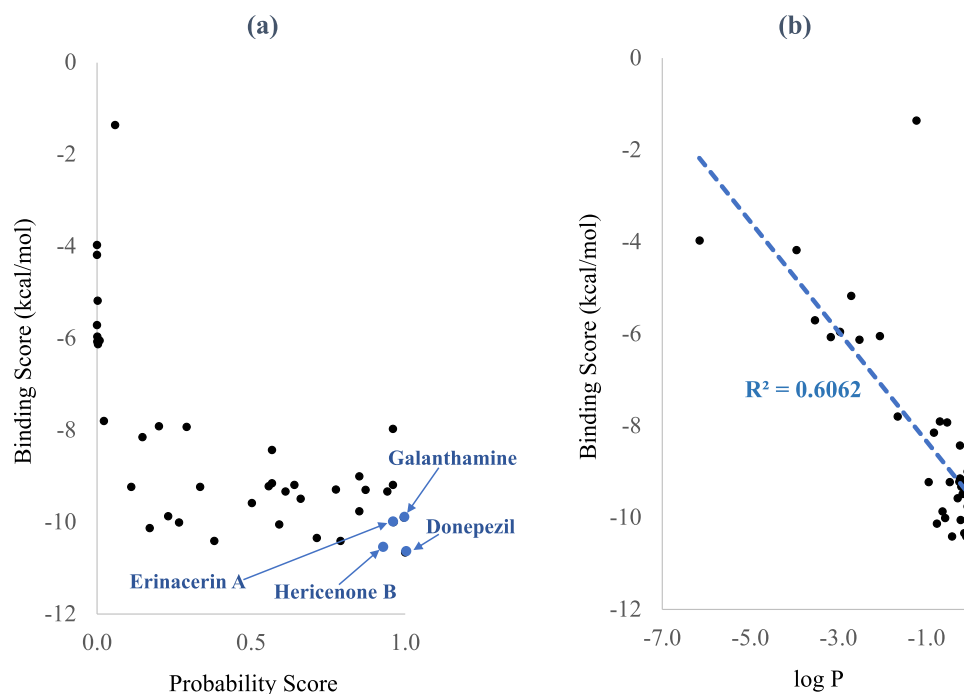 (a)
0
-2
-4
-6
-8
-10
-12
Binding Score (kcal/mol)
Galanthamine
Donepezil
Erinacerin A
Hericenone B
0.0 0.5 1.0
Probability Score
(b)
0
-2
-4
-6
-8
-10
-12
Binding Score (kcal/mol)
R² = 0.6062
-7.0 -5.0 -3.0 -1.0
log P